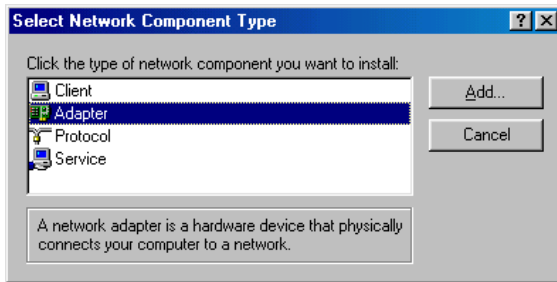 Select Network Component Type
Click the type of network component you want to install:
Client
Adapter
Protocol
Service
Add...
Cancel
A network adapter is a hardware device that physically
connects your computer to a network.